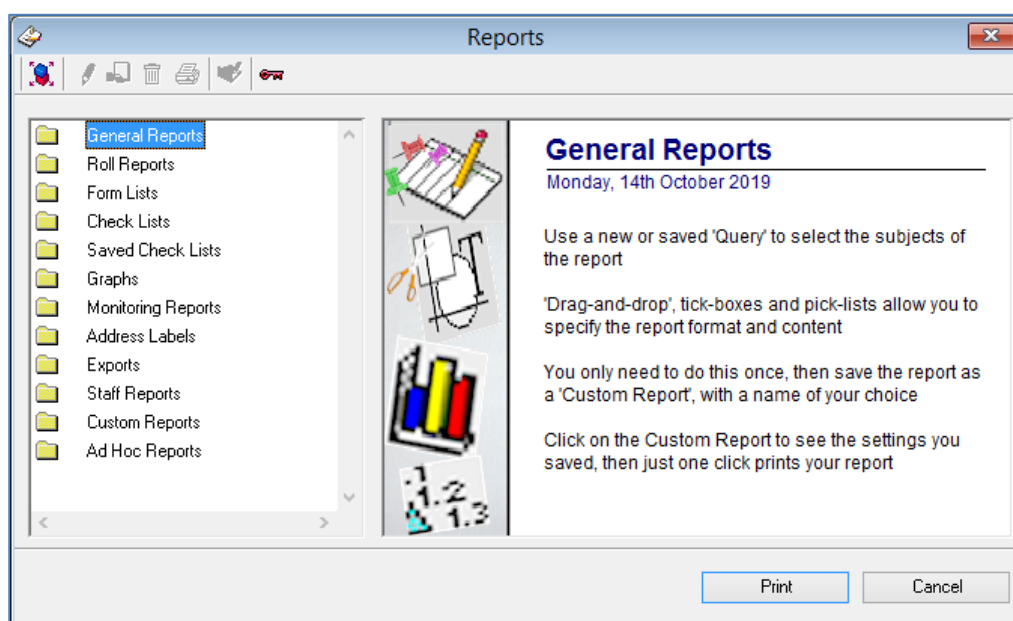 Reports
General Reports
Roll Reports
Form Lists
Check Lists
Saved Check Lists
Graphs
Monitoring Reports
Address Labels
Exports
Staff Reports
Custom Reports
Ad Hoc Reports
General Reports
Monday, 14th October 2019
Use a new or saved 'Query' to select the subjects of
the report
'Drag-and-drop', tick-boxes and pick-lists allow you to
specify the report format and content
You only need to do this once, then save the report as
a 'Custom Report', with a name of your choice
Click on the Custom Report to see the settings you
saved, then just one click prints your report
.1
1.2
1.3
Print
Cancel